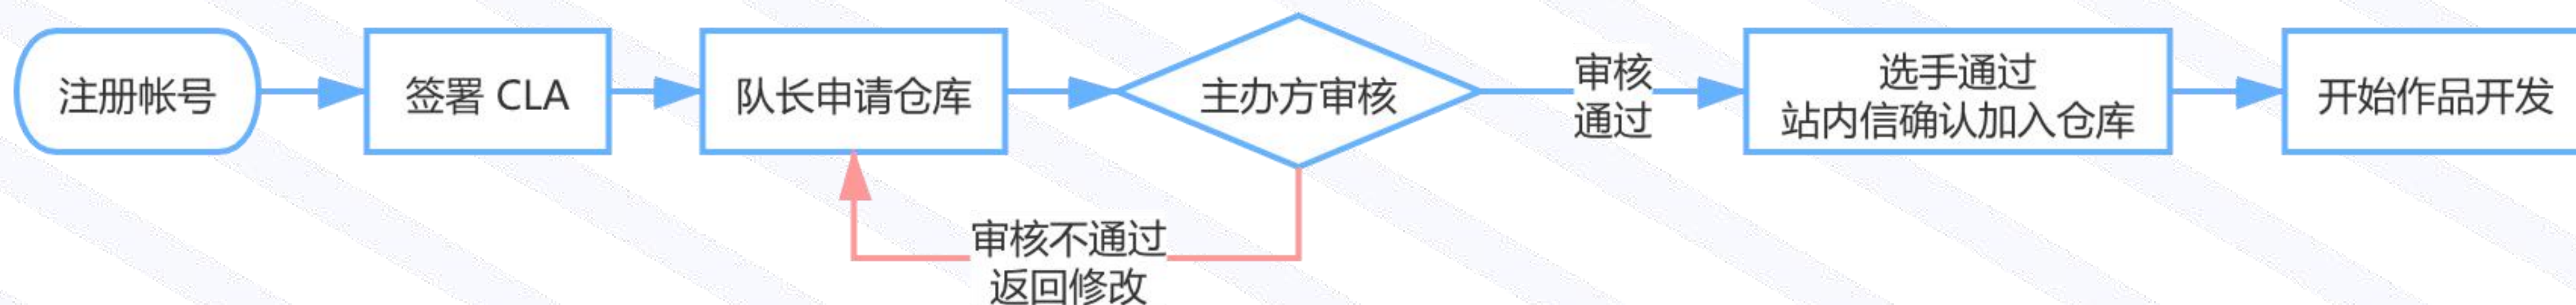 注册帐号
签署 CLA
队长申请仓库
主办方审核
审核
通过
选手通过
站内信确认加入仓库
开始作品开发
审核不通过
返回修改